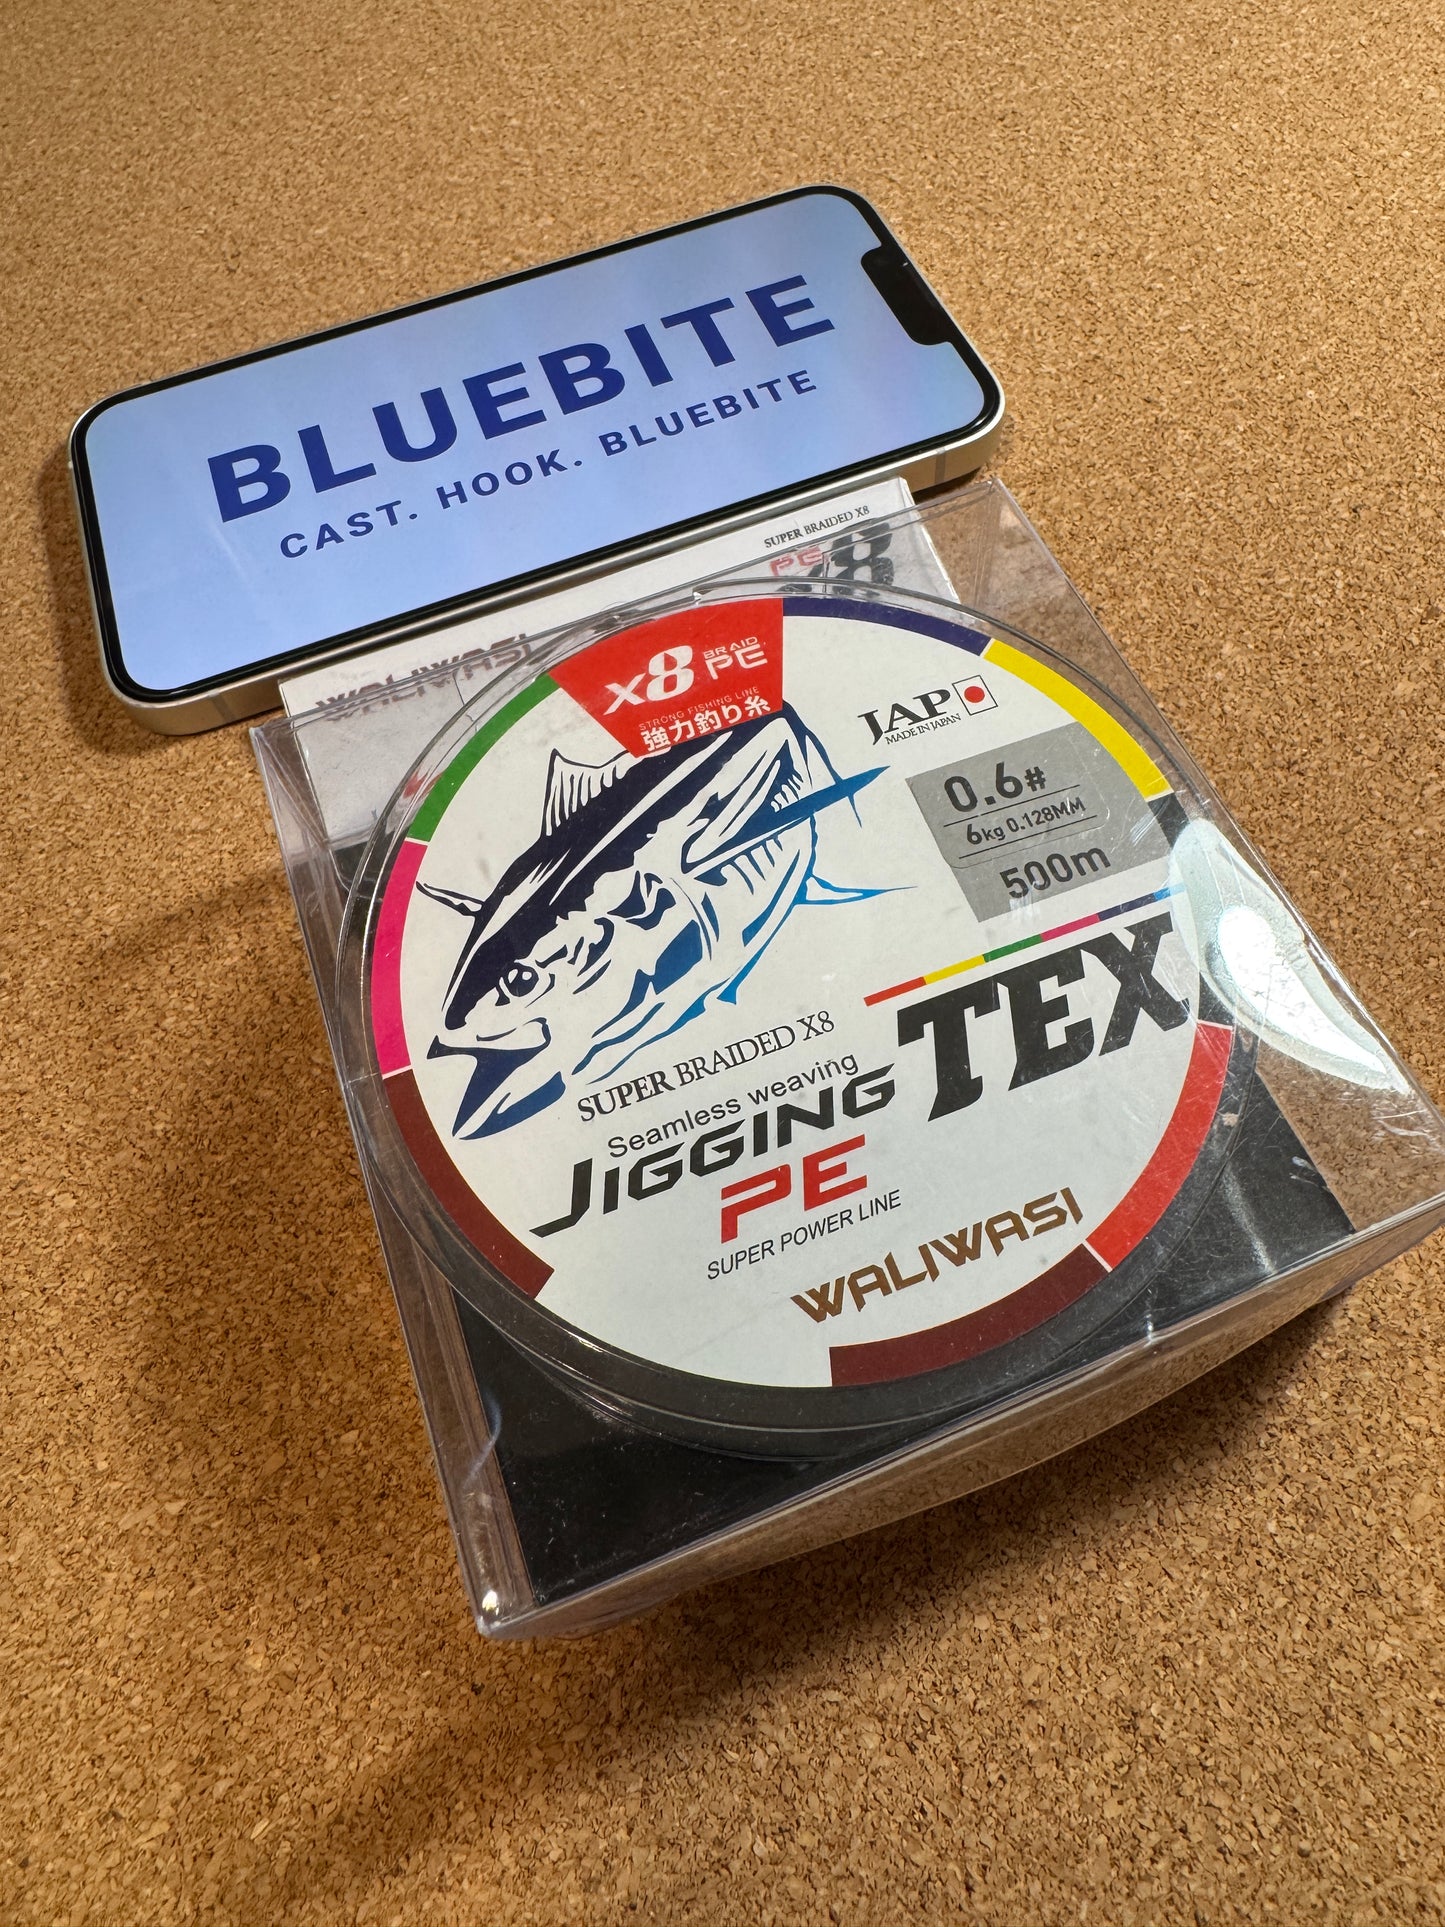 BLUEBITE
CAST. HOOK. BLUEBITE
SUPER BRAIDED X8
PE X8
WALIWASI
X8 BRAID PE
STRONG FISHING LINE
強力釣り糸
JAP
MADE IN JAPAN
0.6#
6kg 0.128MM
500m
SUPER BRAIDED X8
Seamless weaving
JIGGING TEX
PE
SUPER POWER LINE
WALIWASI